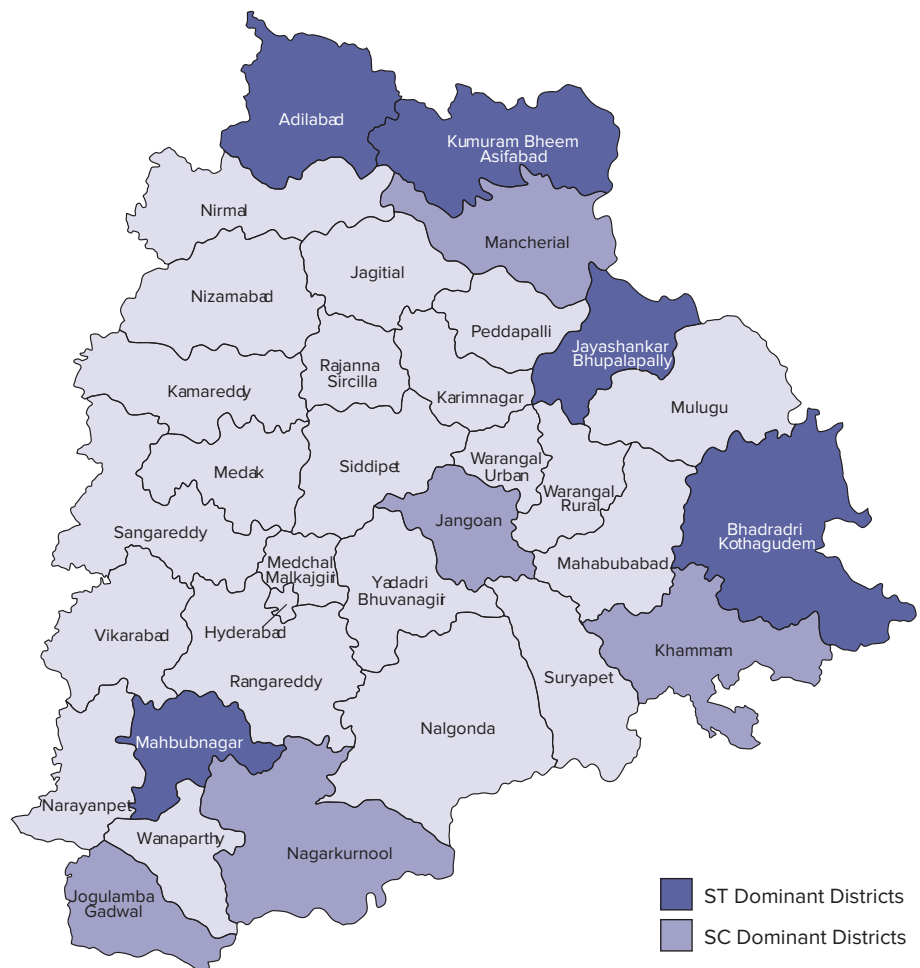 Adilabad
Kumuram Bheem
Asifabad
Nirmal
Mancherial
Jagitial
Nizamabad
Peddapalli
Jayashankar
Bhupalapally
Rajanna
Sircilla
Kamareddy
Karimnagar
Mulugu
Medak
Siddipet
Warangal
Urban
Warangal
Rural
Jangoan
Sangareddy
Bhadradri
Kothagudem
Medchal
Malkajgiri
Mahabubabad
Yadadri
Bhuvanagiri
Vikarabad
Hyderabad
Khammam
Rangareddy
Suryapet
Nalgonda
Mahbubnagar
Narayanpet
Wanaparthy
Nagarkurnool
Jogulamba
Gadwal
ST Dominant Districts
SC Dominant Districts